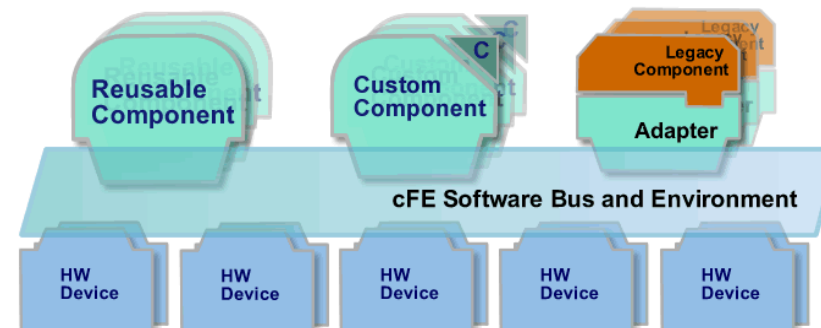 Reusable
Component
C
Custom
Component
Legacy
Component
Adapter
cFE Software Bus and Environment
HW
Device
HW
Device
HW
Device
HW
Device
HW
Device